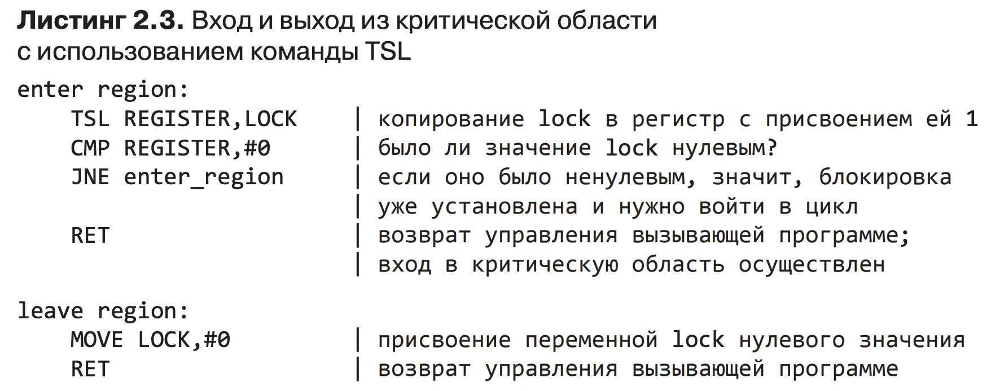 Листинг 2.3. Вход и выход из критической области
с использованием команды TSL
enter region:
TSL REGISTER,LOCK | копирование lock в регистр с присвоением ей 1
CMP REGISTER,#0 | было ли значение lock нулевым?
JNE enter_region | если оно было ненулевым, значит, блокировка
| уже установлена и нужно войти в цикл
RET | возврат управления вызывающей программе;
| вход в критическую область осуществлен
leave region:
MOVE LOCK,#0 | присвоение переменной lock нулевого значения
RET | возврат управления вызывающей программе